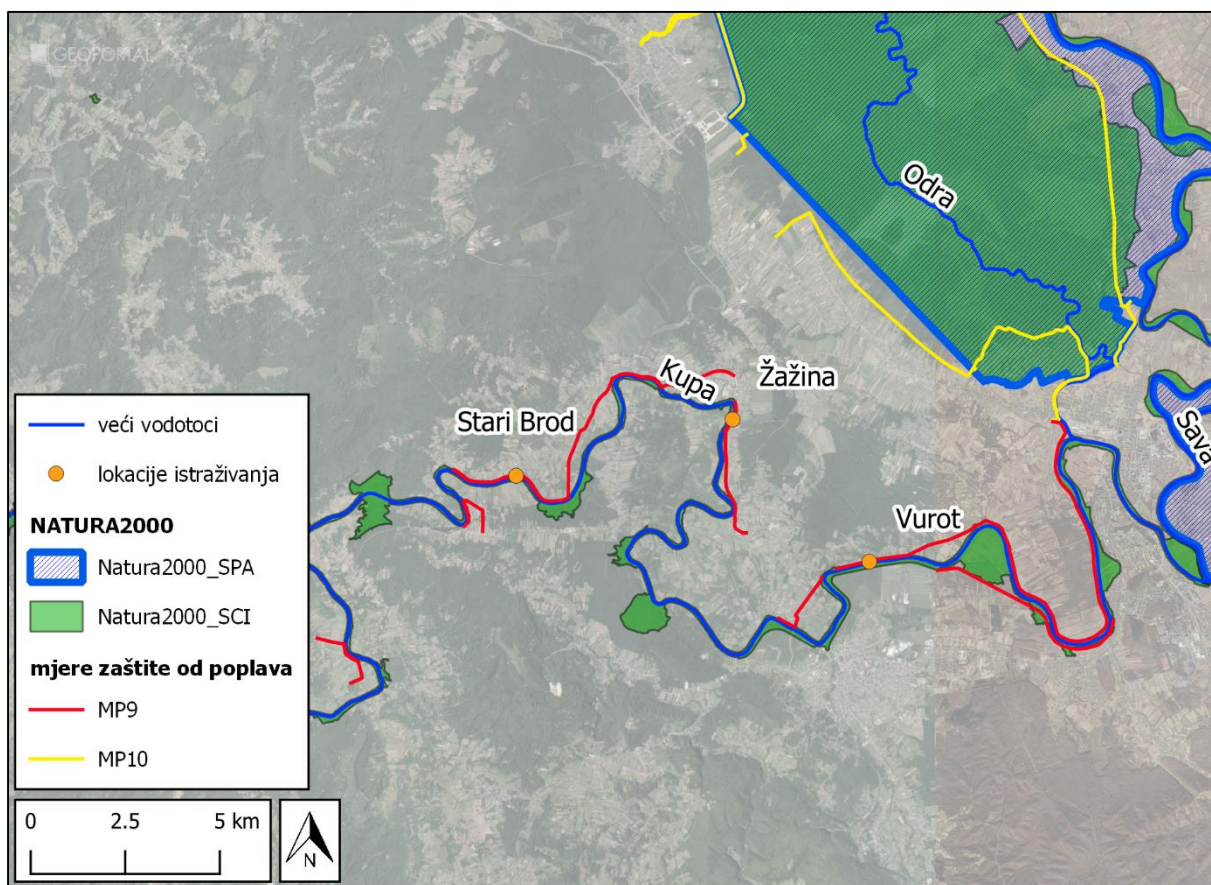 GEOPORTAL
Odra
Kupa
Žažina
Stari Brod
Sava
Vurot
veći vodotoci
lokacije istraživanja
NATURA2000
Natura2000_SPA
Natura2000_SCI
mjere zaštite od poplava
MP9
MP10
0 2.5 5 km
N